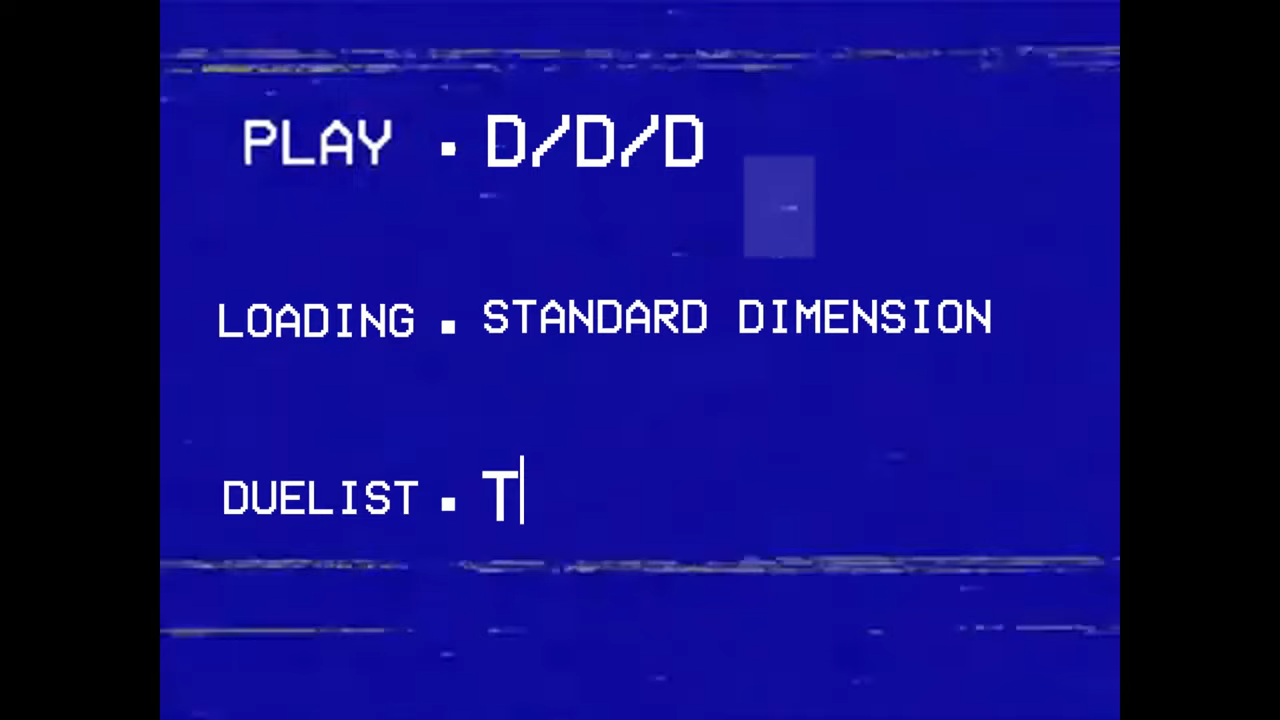 PLAY . D/D/D
LOADING . STANDARD DIMENSION
DUELIST . T